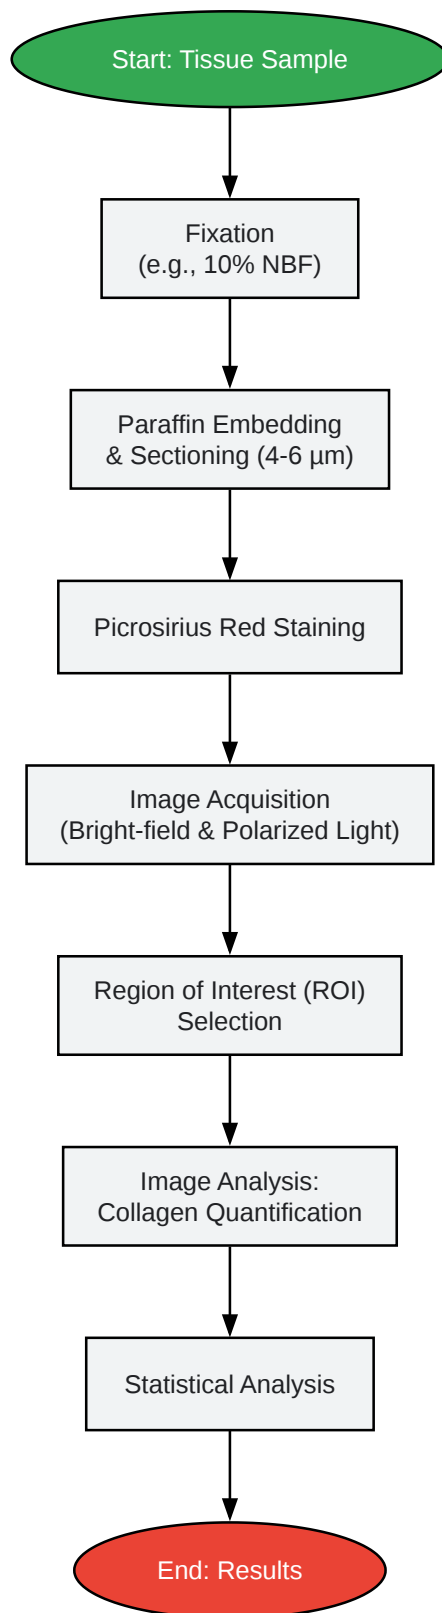 Start: Tissue Sample
Fixation
(e.g., 10% NBF)
Paraffin Embedding
& Sectioning (4-6 µm)
Picrosirius Red Staining
Image Acquisition
(Bright-field & Polarized Light)
Region of Interest (ROI)
Selection
Image Analysis:
Collagen Quantification
Statistical Analysis
End: Results